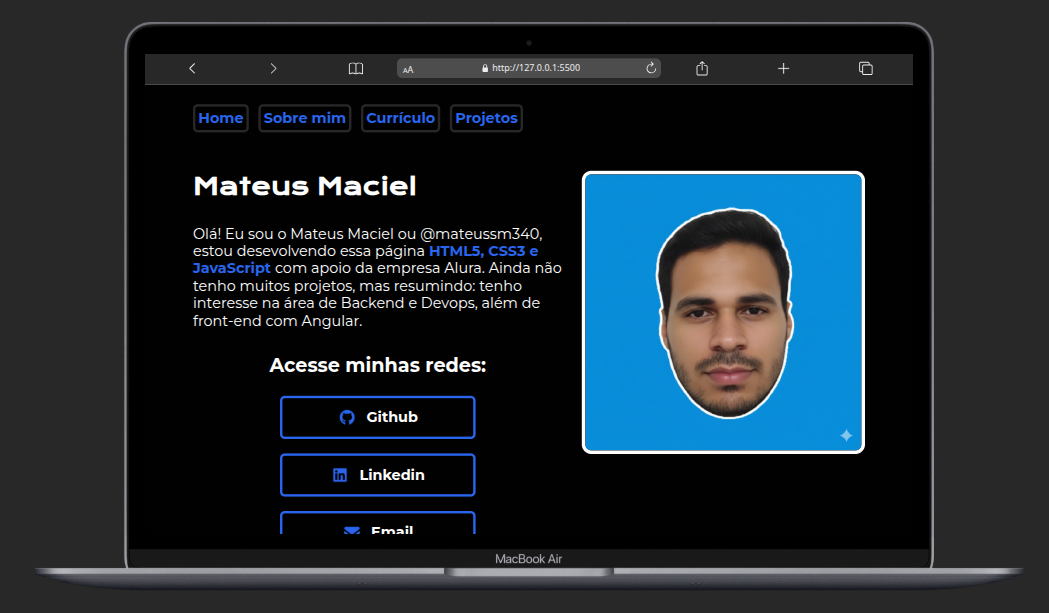 AA
http://127.0.0.1:5500
Home
Sobre mim
Currículo
Projetos
Mateus Maciel
Olá! Eu sou o Mateus Maciel ou @mateussm340,
estou desevolvendo essa página HTML5, CSS3 e
JavaScript com apoio da empresa Alura. Ainda não
tenho muitos projetos, mas resumindo: tenho
interesse na área de Backend e Devops, além de
front-end com Angular.
Acesse minhas redes:
Github
in Linkedin
Email
MacBook Air